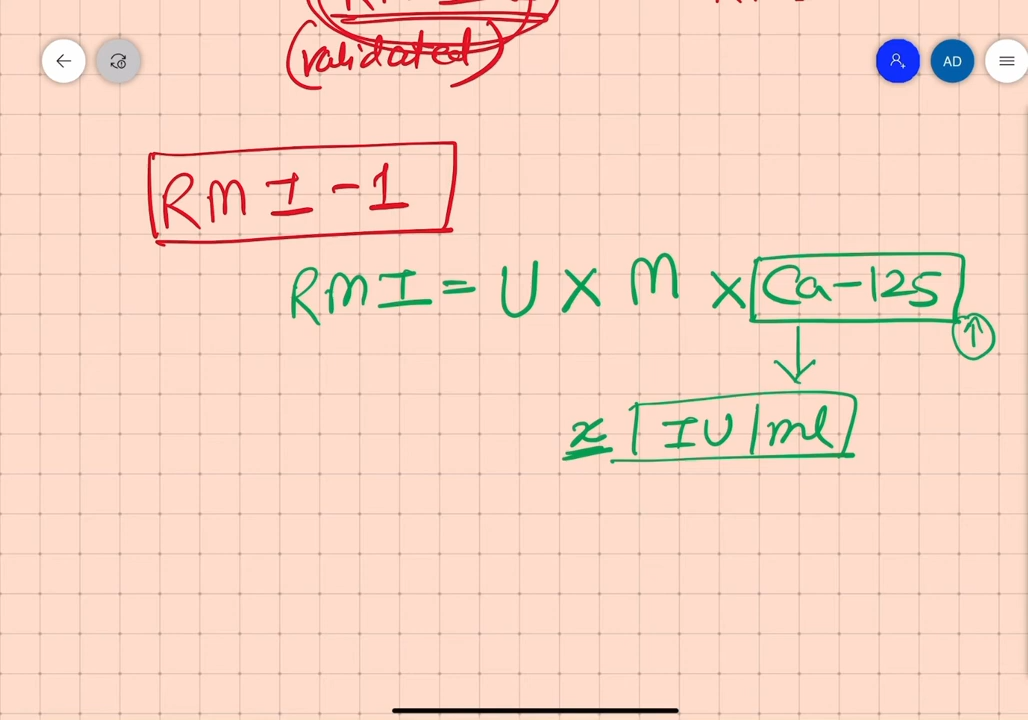 (validated)
AD
RMI-1
RMI = U × M × Ca-125 ↑
x IU/ml